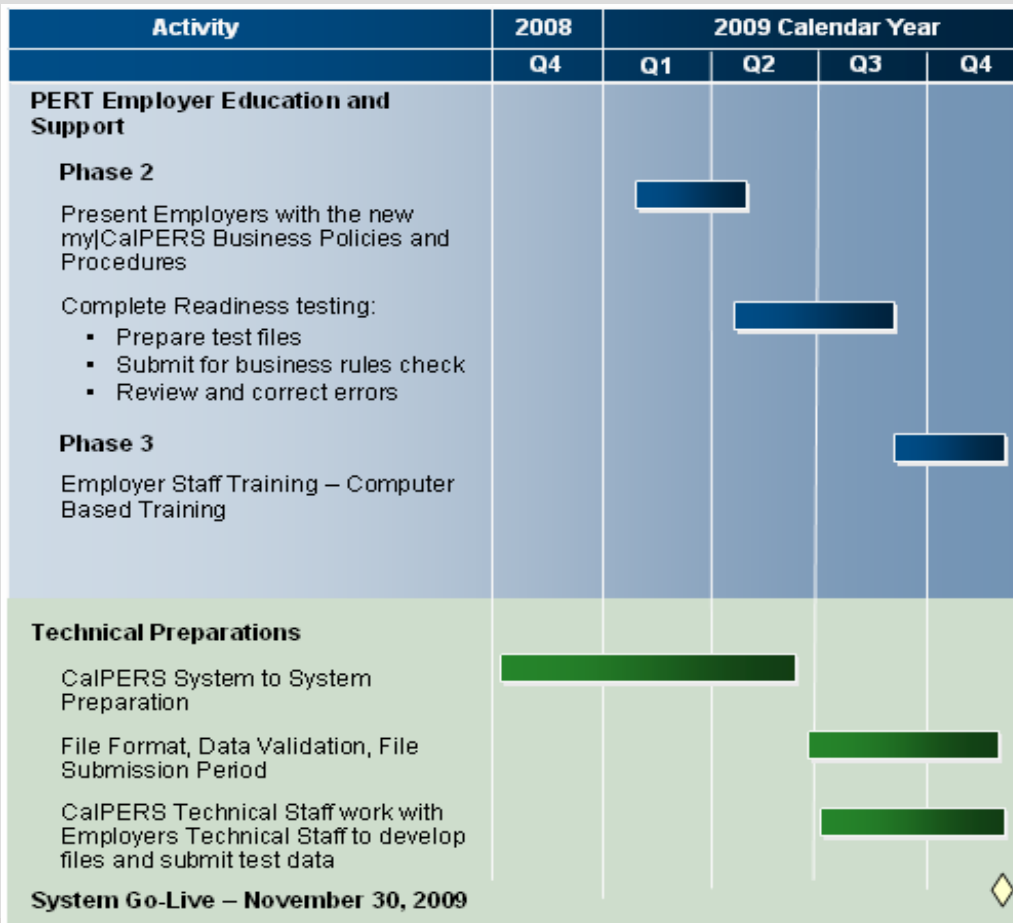 Activity 2008 2009 Calendar Year
Q4 Q1 Q2 Q3 Q4
PERT Employer Education and
Support
Phase 2
Present Employers with the new
my|CalPERS Business Policies and
Procedures
Complete Readiness testing:
▪ Prepare test files
▪ Submit for business rules check
▪ Review and correct errors
Phase 3
Employer Staff Training – Computer
Based Training
Technical Preparations
CalPERS System to System
Preparation
File Format, Data Validation, File
Submission Period
CalPERS Technical Staff work with
Employers Technical Staff to develop
files and submit test data
System Go-Live – November 30, 2009